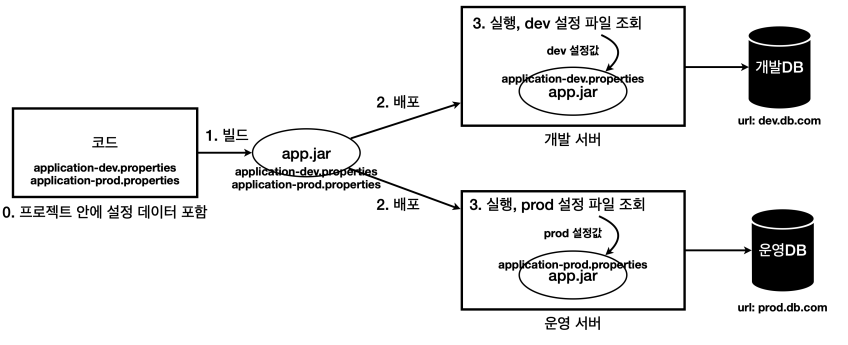 코드
application-dev.properties
application-prod.properties
0. 프로젝트 안에 설정 데이터 포함
1. 빌드
app.jar
application-dev.properties
application-prod.properties
2. 배포
2. 배포
3. 실행, dev 설정 파일 조회
dev 설정값
application-dev.properties
app.jar
개발 서버
개발DB
url: dev.db.com
3. 실행, prod 설정 파일 조회
prod 설정값
application-prod.properties
app.jar
운영 서버
운영DB
url: prod.db.com